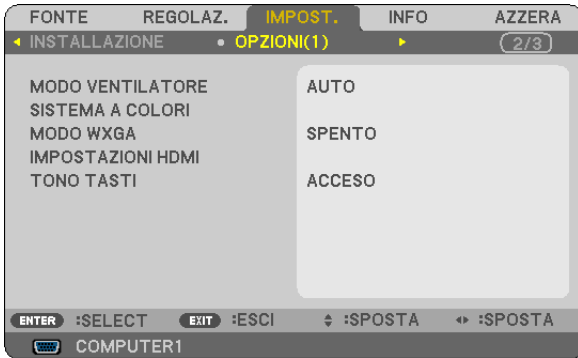 FONTE REGOLAZ. IMPOST. INFO AZZERA
INSTALLAZIONE OPZIONI(1) 2/3
MODO VENTILATORE AUTO
SISTEMA A COLORI
MODO WXGA SPENTO
IMPOSTAZIONI HDMI
TONO TASTI ACCESO
ENTER :SELECT EXIT :ESCI :SPOSTA :SPOSTA
COMPUTER1